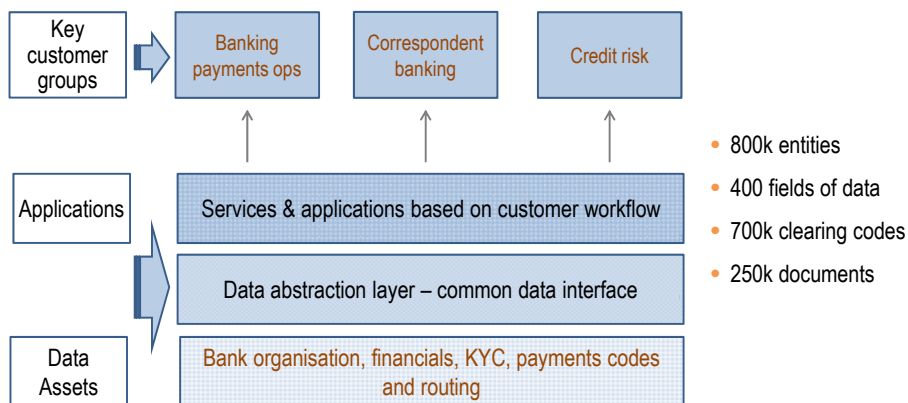 Key
customer
groups
Banking
payments ops
Correspondent
banking
Credit risk
Applications
Services & applications based on customer workflow
Data abstraction layer – common data interface
Data
Assets
Bank organisation, financials, KYC, payments codes
and routing
• 800k entities
• 400 fields of data
• 700k clearing codes
• 250k documents